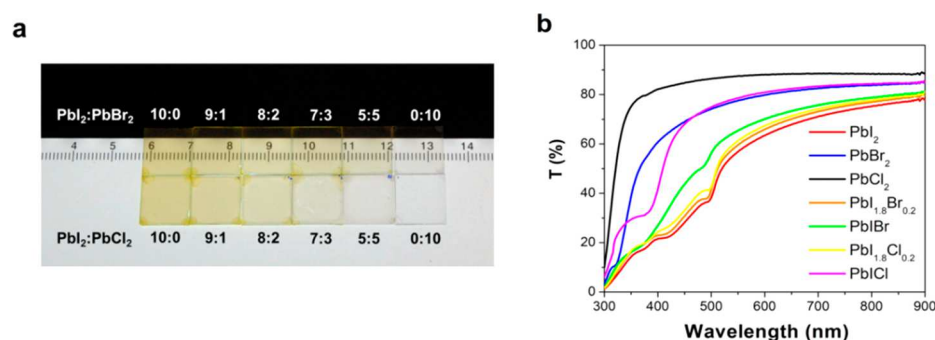 a
PbI₂:PbBr₂ 10:0 9:1 8:2 7:3 5:5 0:10
4 5 6 7 8 9 10 11 12 13 14
PbI₂:PbCl₂ 10:0 9:1 8:2 7:3 5:5 0:10
b
100
80
60
40
20
0
T (%)
PbI₂
PbBr₂
PbCl₂
PbI₁.₈Br₀.₂
PbIBr
PbI₁.₈Cl₀.₂
PbICl
300 400 500 600 700 800 900
Wavelength (nm)